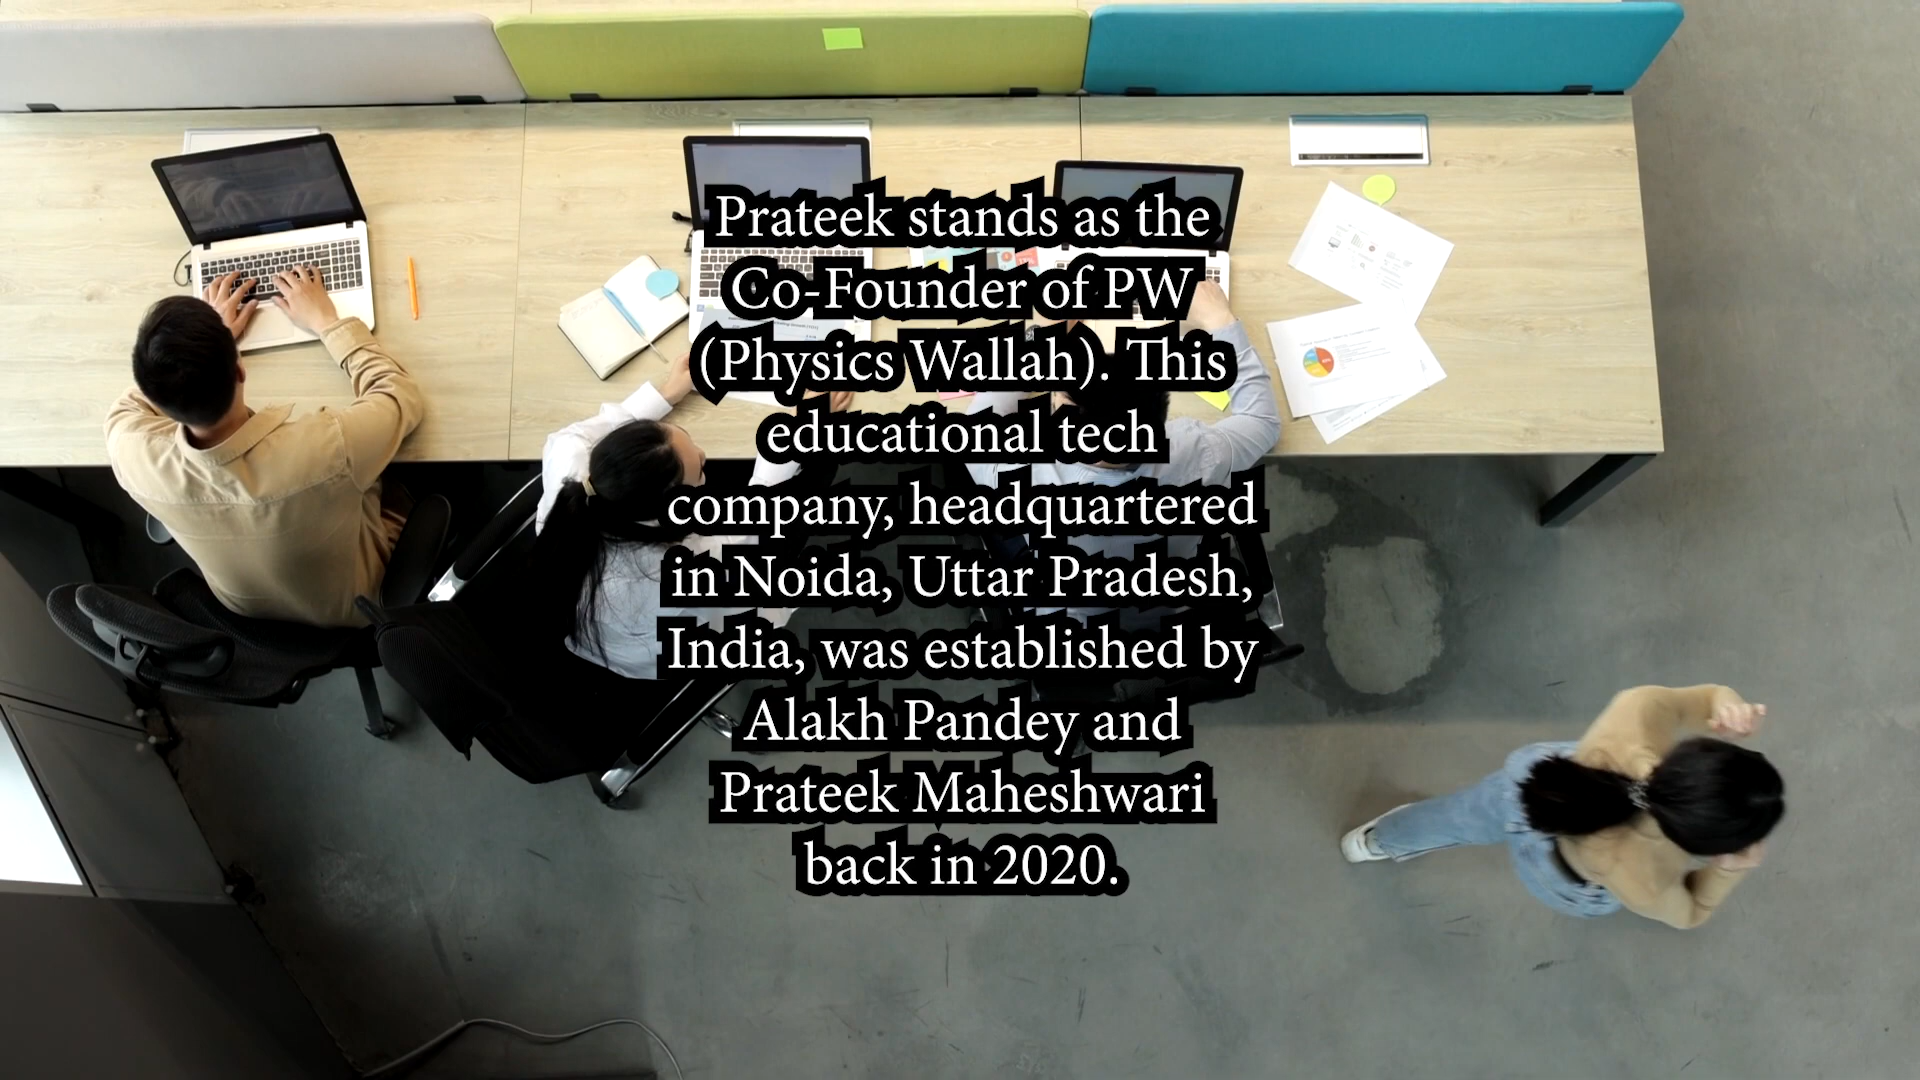 Prateek stands as the
Co-Founder of PW
(Physics Wallah). This
educational tech
company, headquartered
in Noida, Uttar Pradesh,
India, was established by
Alakh Pandey and
Prateek Maheshwari
back in 2020.